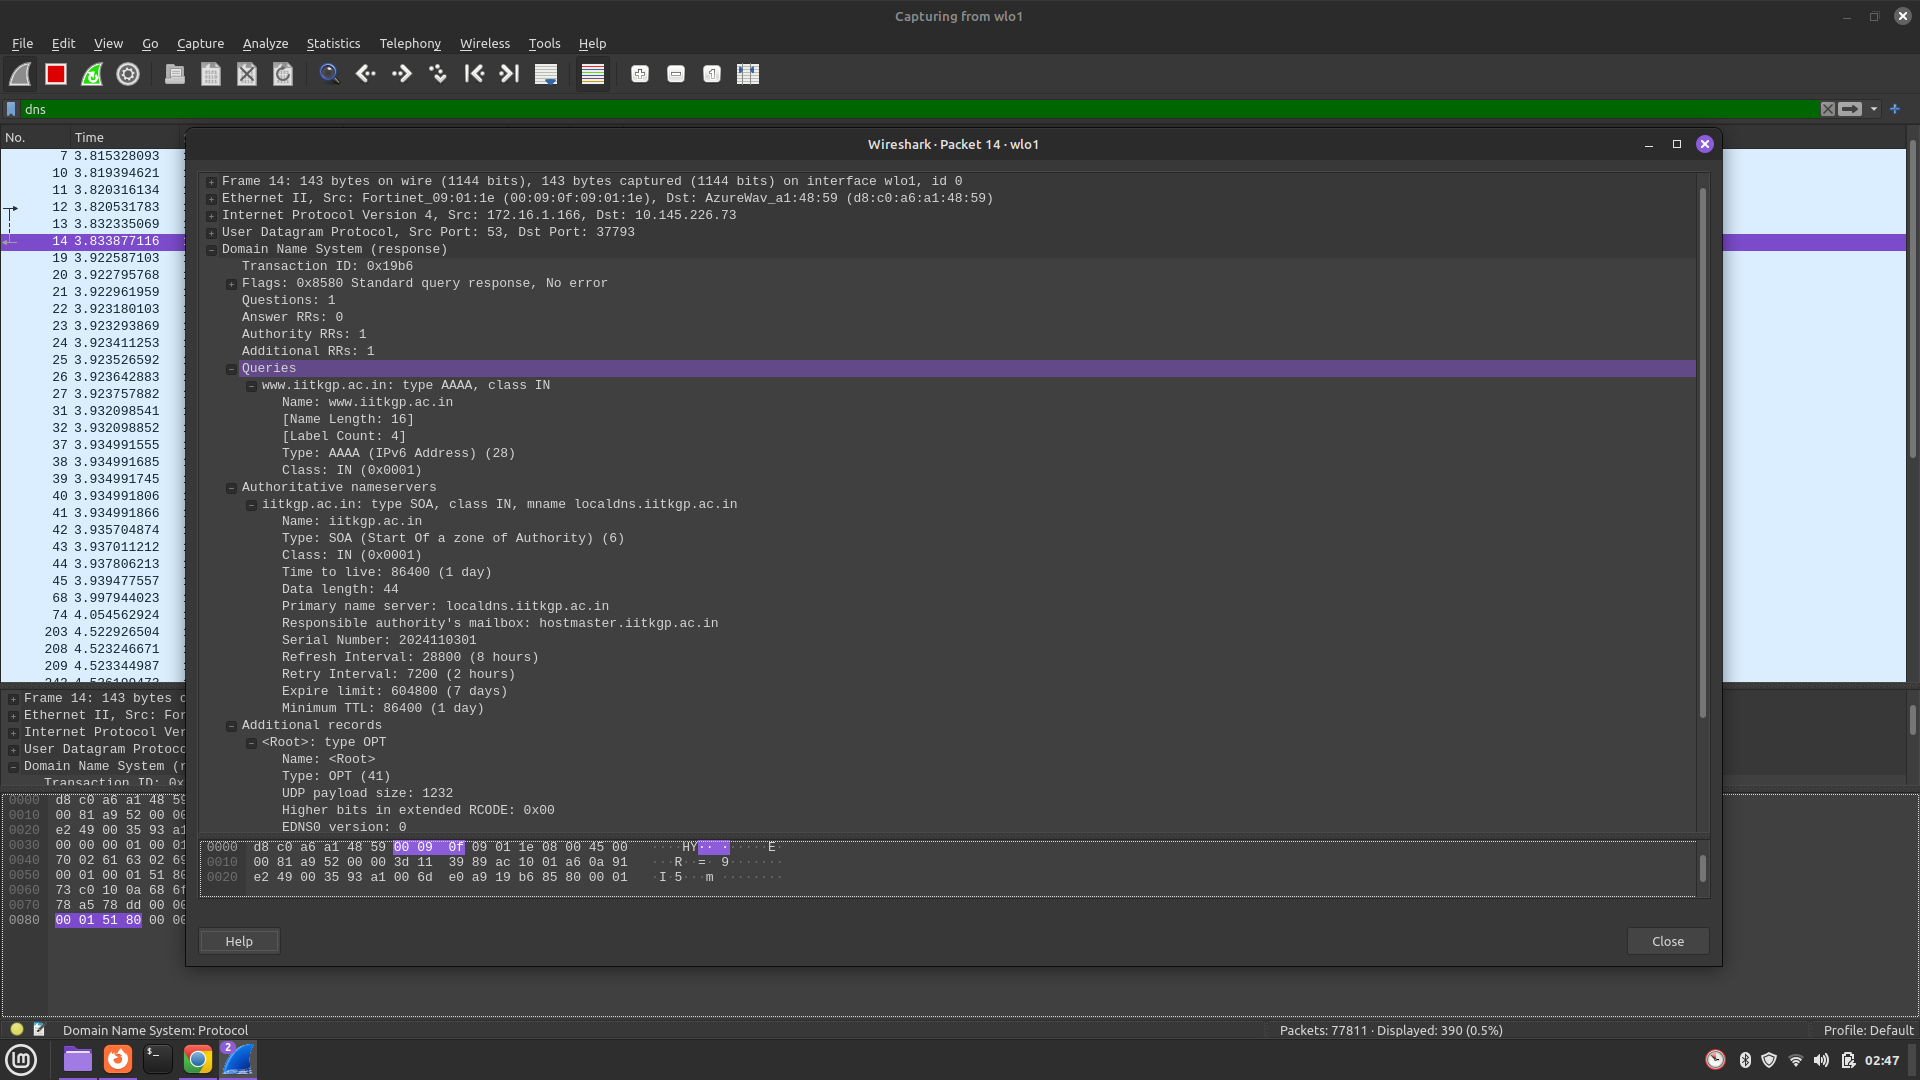 Capturing from wlo1
File Edit View Go Capture Analyze Statistics Telephony Wireless Tools Help
dns
No. Time
7 3.815328093
10 3.819394621
11 3.820316134
12 3.820531783
13 3.832335069
14 3.833877116
19 3.922587103
20 3.922795768
21 3.922961959
22 3.923180103
23 3.923293869
24 3.923411253
25 3.923526592
26 3.923642883
27 3.923757882
31 3.932098541
32 3.932098852
37 3.934991555
38 3.934991685
39 3.934991745
40 3.934991806
41 3.934991866
42 3.935704874
43 3.937011212
44 3.937806213
45 3.939477557
68 3.997944023
74 4.054562924
203 4.522926504
208 4.523246671
209 4.523344987
Frame 14: 143 bytes
Ethernet II, Src: For
Internet Protocol Ver
User Datagram Protoco
Domain Name System (r
Transaction ID: 0x
0000 d8 c0 a6 a1 48 59
0010 00 81 a9 52 00 00
0020 e2 49 00 35 93 a1
0030 00 00 00 01 00 01
0040 70 02 61 63 02 69
0050 00 01 00 01 51 80
0060 73 c0 10 0a 68 6f
0070 78 a5 78 dd 00 00
0080 00 01 51 80 00 00
Wireshark · Packet 14 · wlo1
Frame 14: 143 bytes on wire (1144 bits), 143 bytes captured (1144 bits) on interface wlo1, id 0
Ethernet II, Src: Fortinet_09:01:1e (00:09:0f:09:01:1e), Dst: AzureWav_a1:48:59 (d8:c0:a6:a1:48:59)
Internet Protocol Version 4, Src: 172.16.1.166, Dst: 10.145.226.73
User Datagram Protocol, Src Port: 53, Dst Port: 37793
Domain Name System (response)
Transaction ID: 0x19b6
Flags: 0x8580 Standard query response, No error
Questions: 1
Answer RRs: 0
Authority RRs: 1
Additional RRs: 1
Queries
www.iitkgp.ac.in: type AAAA, class IN
Name: www.iitkgp.ac.in
[Name Length: 16]
[Label Count: 4]
Type: AAAA (IPv6 Address) (28)
Class: IN (0x0001)
Authoritative nameservers
iitkgp.ac.in: type SOA, class IN, mname localdns.iitkgp.ac.in
Name: iitkgp.ac.in
Type: SOA (Start Of a zone of Authority) (6)
Class: IN (0x0001)
Time to live: 86400 (1 day)
Data length: 44
Primary name server: localdns.iitkgp.ac.in
Responsible authority's mailbox: hostmaster.iitkgp.ac.in
Serial Number: 2024110301
Refresh Interval: 28800 (8 hours)
Retry Interval: 7200 (2 hours)
Expire limit: 604800 (7 days)
Minimum TTL: 86400 (1 day)
Additional records
<Root>: type OPT
Name: <Root>
Type: OPT (41)
UDP payload size: 1232
Higher bits in extended RCODE: 0x00
EDNS0 version: 0
0000 d8 c0 a6 a1 48 59 00 09 0f 09 01 1e 08 00 45 00 ····HY·· ······E·
0010 00 81 a9 52 00 00 3d 11 39 89 ac 10 01 a6 0a 91 ···R··=· 9·······
0020 e2 49 00 35 93 a1 00 6d e0 a9 19 b6 85 80 00 01 ·I·5···m ········
Help Close
Domain Name System: Protocol
Packets: 77811 · Displayed: 390 (0.5%)
Profile: Default
2
02:47